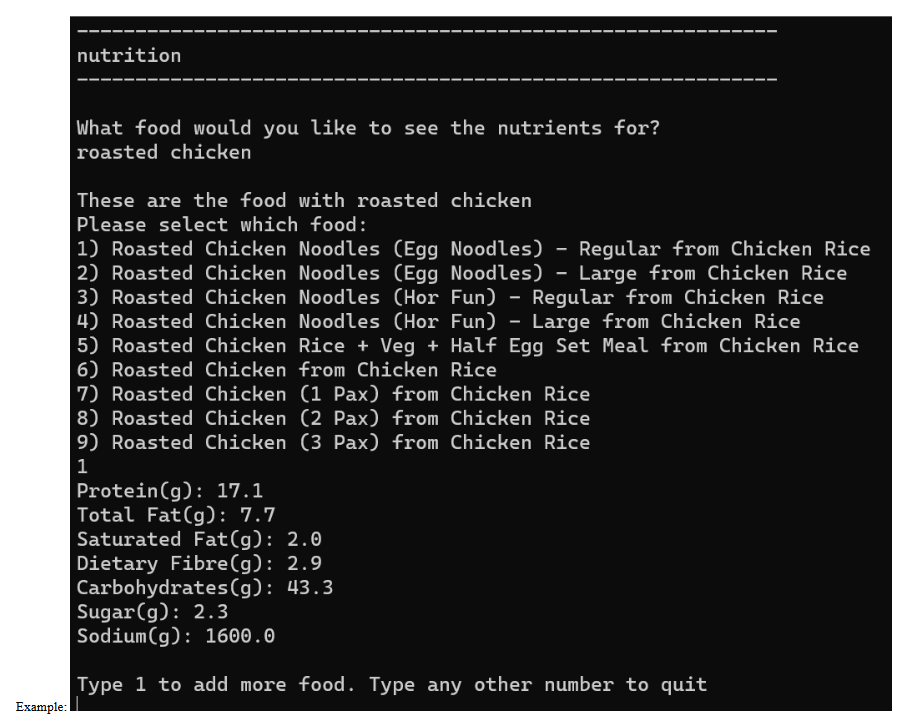 ------------------------------------------------------------
nutrition
------------------------------------------------------------
What food would you like to see the nutrients for?
roasted chicken
These are the food with roasted chicken
Please select which food:
1) Roasted Chicken Noodles (Egg Noodles) - Regular from Chicken Rice
2) Roasted Chicken Noodles (Egg Noodles) - Large from Chicken Rice
3) Roasted Chicken Noodles (Hor Fun) - Regular from Chicken Rice
4) Roasted Chicken Noodles (Hor Fun) - Large from Chicken Rice
5) Roasted Chicken Rice + Veg + Half Egg Set Meal from Chicken Rice
6) Roasted Chicken from Chicken Rice
7) Roasted Chicken (1 Pax) from Chicken Rice
8) Roasted Chicken (2 Pax) from Chicken Rice
9) Roasted Chicken (3 Pax) from Chicken Rice
1
Protein(g): 17.1
Total Fat(g): 7.7
Saturated Fat(g): 2.0
Dietary Fibre(g): 2.9
Carbohydrates(g): 43.3
Sugar(g): 2.3
Sodium(g): 1600.0
Type 1 to add more food. Type any other number to quit
Example: